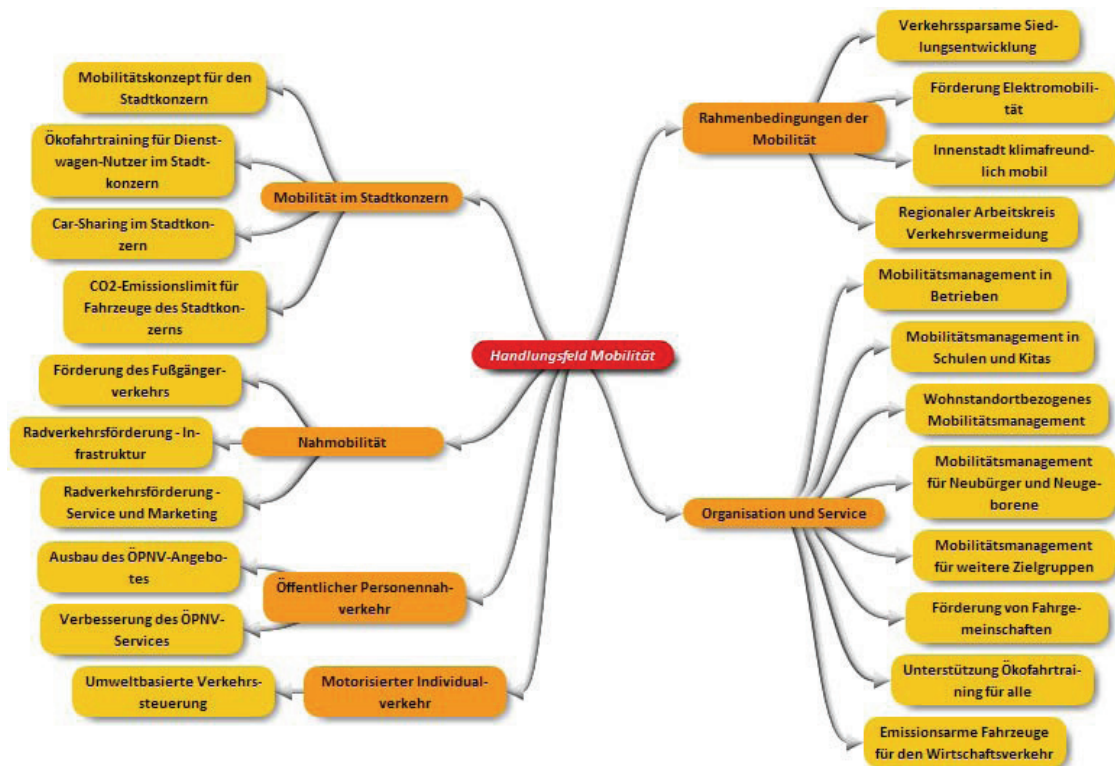 Mobilitätskonzept für den
Stadtkonzern
Ökofahrtraining für Dienst-
wagen-Nutzer im Stadt-
konzern
Car-Sharing im Stadtkon-
zern
CO2-Emissionslimit für
Fahrzeuge des Stadtkon-
zerns
Mobilität im Stadtkonzern
Förderung des Fußgänger-
verkehrs
Radverkehrsförderung - In-
frastruktur
Radverkehrsförderung -
Service und Marketing
Nahmobilität
Ausbau des ÖPNV-Angebo-
tes
Verbesserung des ÖPNV-
Services
Öffentlicher Personennah-
verkehr
Umweltbasierte Verkehrs-
steuerung
Motorisierter Individual-
verkehr
Handlungsfeld Mobilität
Rahmenbedingungen der
Mobilität
Verkehrssparsame Sied-
lungsentwicklung
Förderung Elektromobili-
tät
Innenstadt klimafreund-
lich mobil
Regionaler Arbeitskreis
Verkehrsvermeidung
Organisation und Service
Mobilitätsmanagement in
Betrieben
Mobilitätsmanagement in
Schulen und Kitas
Wohnstandortbezogenes
Mobilitätsmanagement
Mobilitätsmanagement
für Neubürger und Neuge-
borene
Mobilitätsmanagement
für weitere Zielgruppen
Förderung von Fahrge-
meinschaften
Unterstützung Ökofahrtrai-
ning für alle
Emissionsarme Fahrzeuge
für den Wirtschaftsverkehr